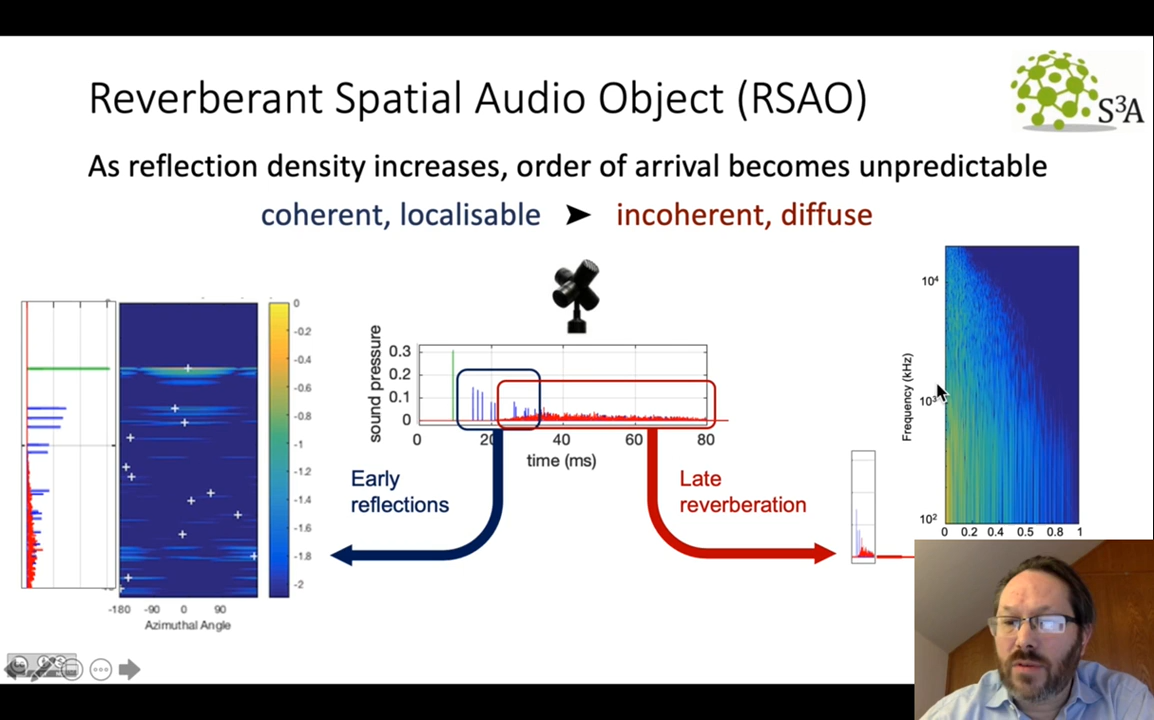 Reverberant Spatial Audio Object (RSAO)
S³A
As reflection density increases, order of arrival becomes unpredictable
coherent, localisable ➤ incoherent, diffuse
0
-0.2
-0.4
-0.6
-0.8
-1
-1.2
-1.4
-1.6
-1.8
-2
-180 -90 0 90
Azimuthal Angle
sound pressure
0.3
0.2
0.1
0
0 20 40 60 80
time (ms)
Early
reflections
Late
reverberation
Frequency (kHz)
10⁴
10³
10²
0 0.2 0.4 0.5 0.8 1